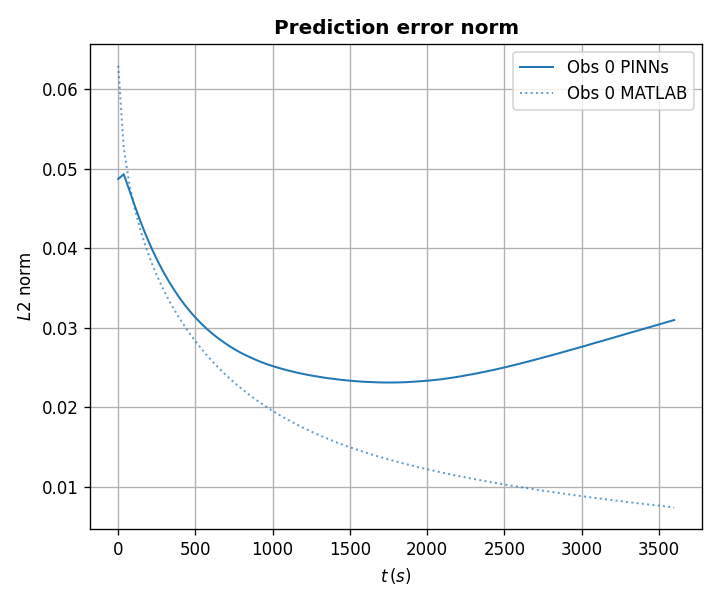 Prediction error norm
Obs 0 PINNs
Obs 0 MATLAB
L2 norm
0.06
0.05
0.04
0.03
0.02
0.01
0 500 1000 1500 2000 2500 3000 3500
t (s)